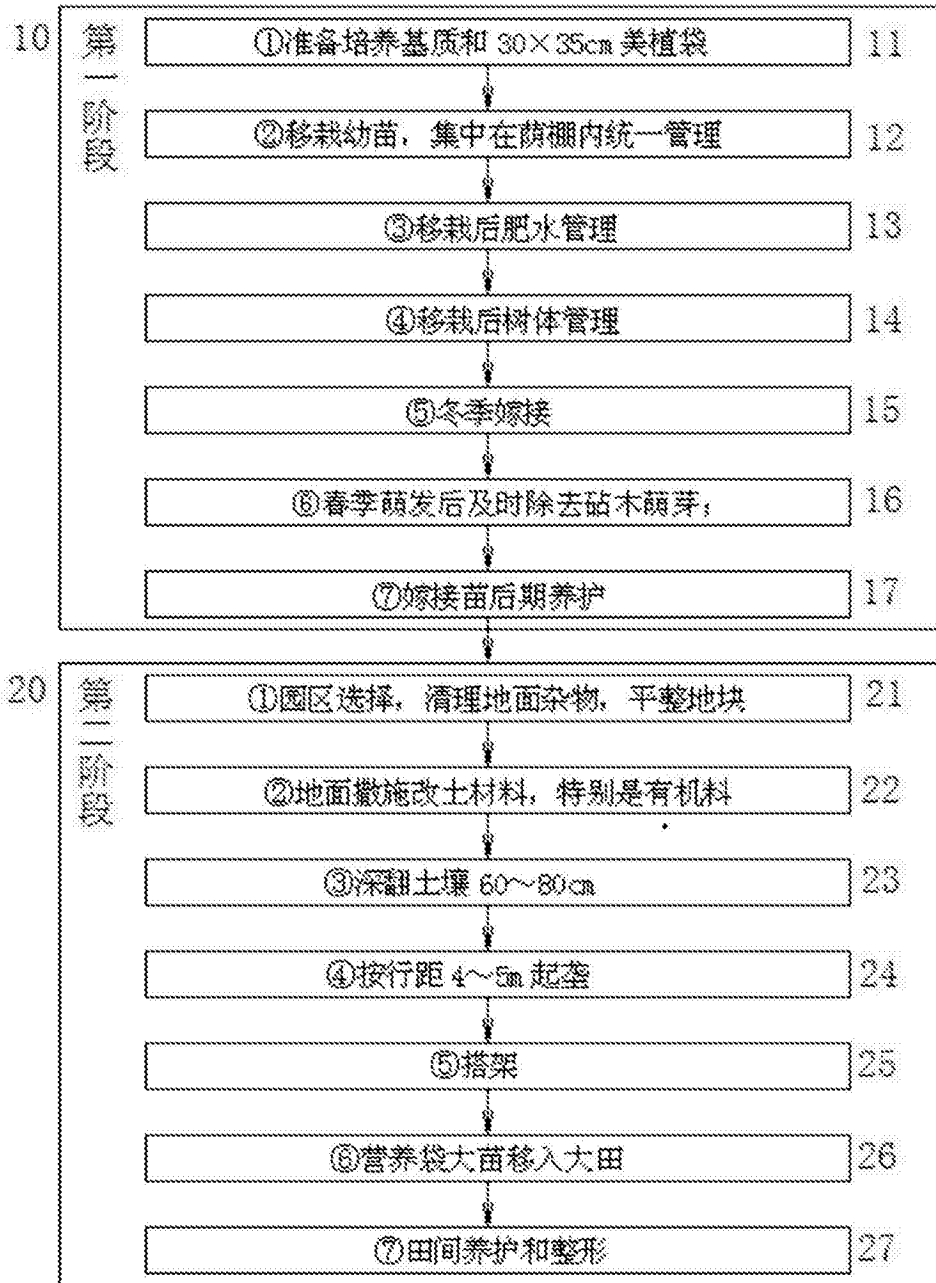 10 第一阶段
①准备培养基质和 30×35cm 美植袋 11
②移栽幼苗，集中在荫棚内统一管理 12
③移栽后肥水管理 13
④移栽后树体管理 14
⑤冬季嫁接 15
⑥春季萌发后及时除去砧木萌芽； 16
⑦嫁接苗后期养护 17
20 第二阶段
①园区选择，清理地面杂物，平整地块 21
②地面撒施改土材料，特别是有机料 22
③深翻土壤 60～80cm 23
④按行距 4～5m 起垄 24
⑤搭架 25
⑥营养袋大苗移入大田 26
⑦田间养护和整形 27